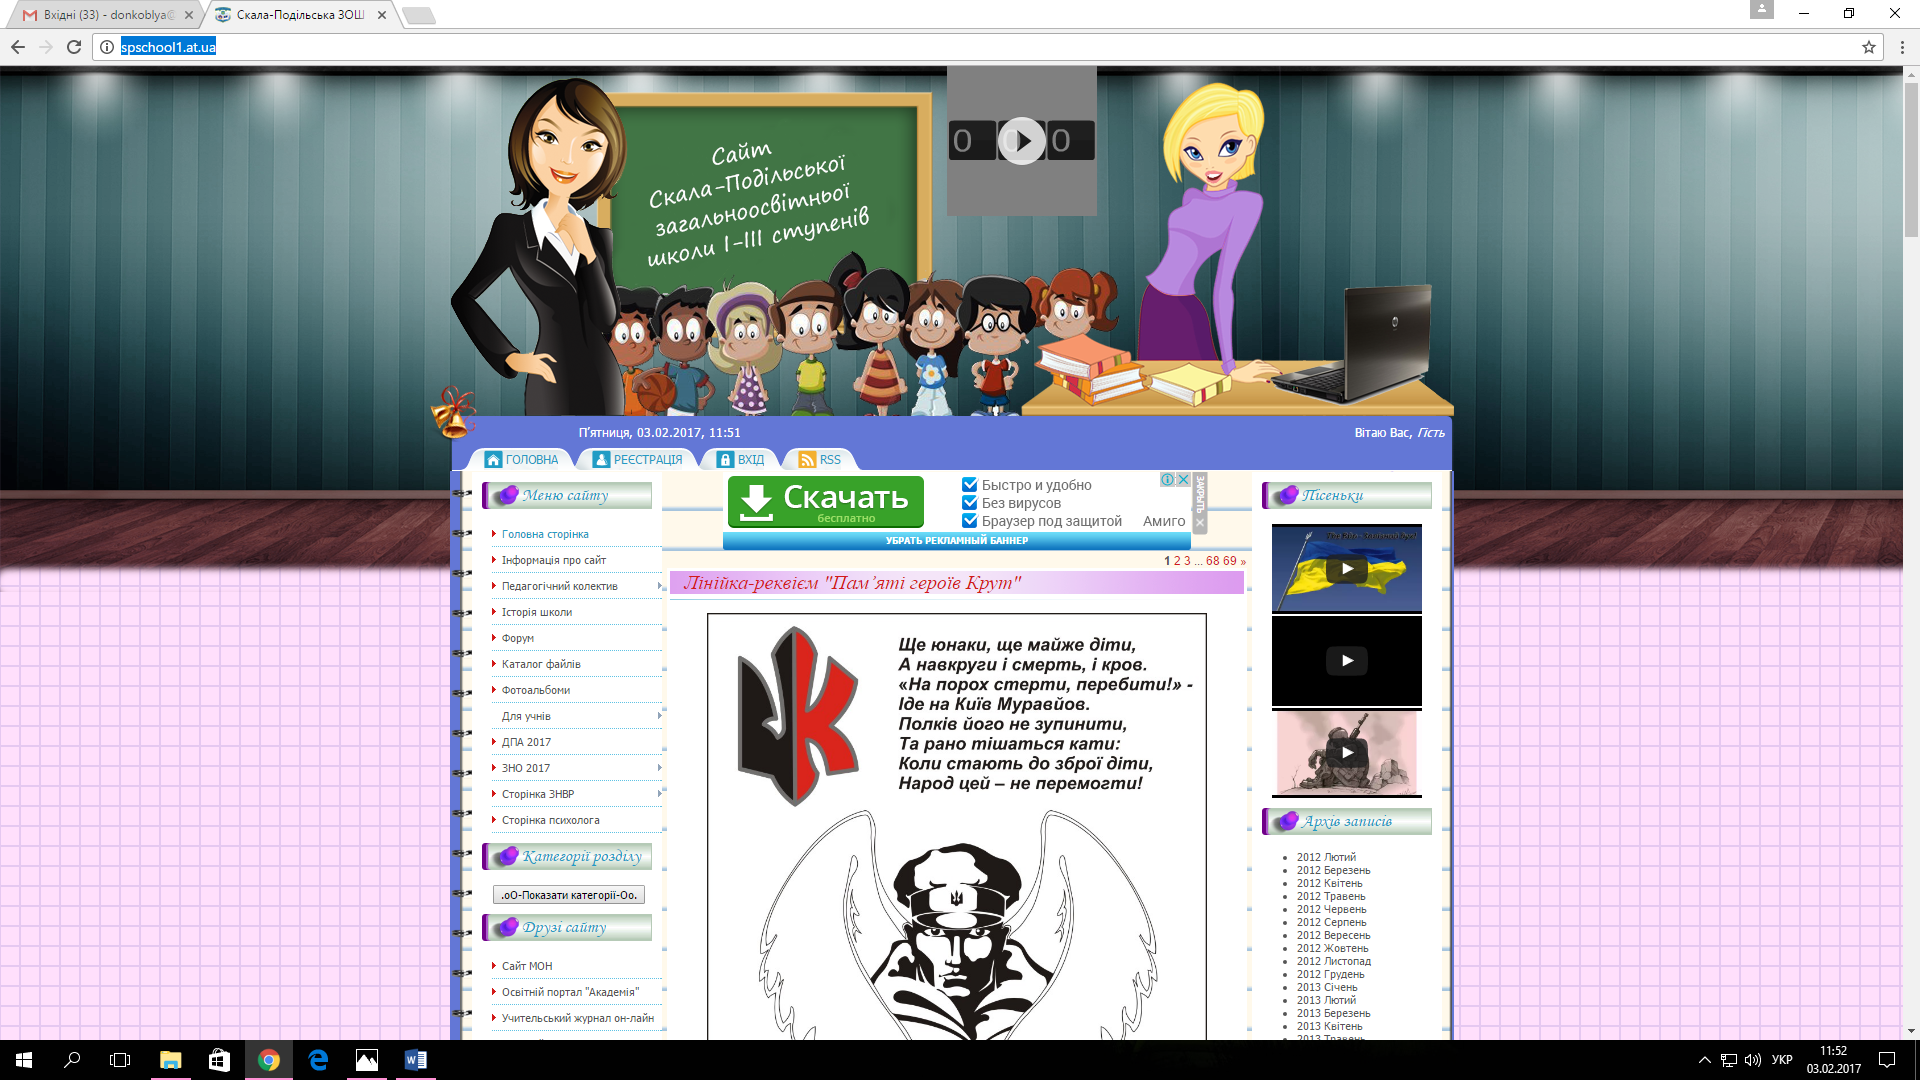 Вхідні (33) - donkoblya@
Скала-Подільська ЗОШ
spschool1.at.ua
Сайт
Скала-Подільської
загальноосвітньої
школи І-ІІІ ступенів
0 0 0
П'ятниця, 03.02.2017, 11:51
Вітаю Вас, Гість
ГОЛОВНА
РЕЄСТРАЦІЯ
ВХІД
RSS
Меню сайту
Головна сторінка
Інформація про сайт
Педагогічний колектив
Історія школи
Форум
Каталог файлів
Фотоальбоми
Для учнів
ДПА 2017
ЗНО 2017
Сторінка ЗНВР
Сторінка психолога
Категорії розділу
.оО-Показати категорії-Оо.
Друзі сайту
Сайт МОН
Освітній портал "Академія"
Учительський журнал он-лайн
Скачать
бесплатно
Быстро и удобно
Без вирусов
Браузер под защитой
Амиго
ЗАКРЫТЬ
УБРАТЬ РЕКЛАМНЫЙ БАННЕР
1 2 3 ... 68 69 »
Лінійка-реквієм "Пам’яті героїв Крут"
Ще юнаки, ще майже діти,
А навкруги і смерть, і кров.
«На порох стерти, перебити!» -
Іде на Київ Муравйов.
Полків його не зупинити,
Та рано тішаться кати:
Коли стають до зброї діти,
Народ цей – не перемогти!
Пісеньки
Архів записів
2012 Лютий
2012 Березень
2012 Квітень
2012 Травень
2012 Червень
2012 Серпень
2012 Вересень
2012 Жовтень
2012 Листопад
2012 Грудень
2013 Січень
2013 Лютий
2013 Березень
2013 Квітень
2013 Травень
УКР
11:52
03.02.2017